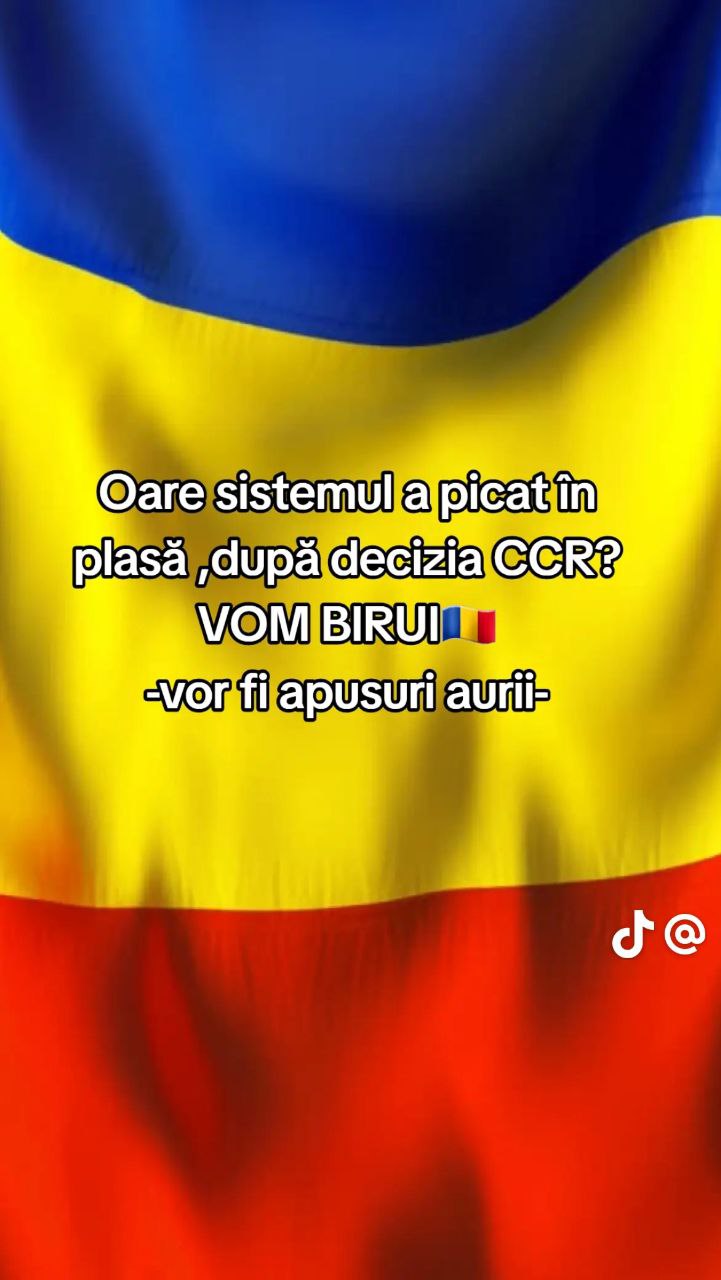 Oare sistemul a picat în
plasă ,după decizia CCR?
VOM BIRUI🇷🇴
-vor fi apusuri aurii-
@